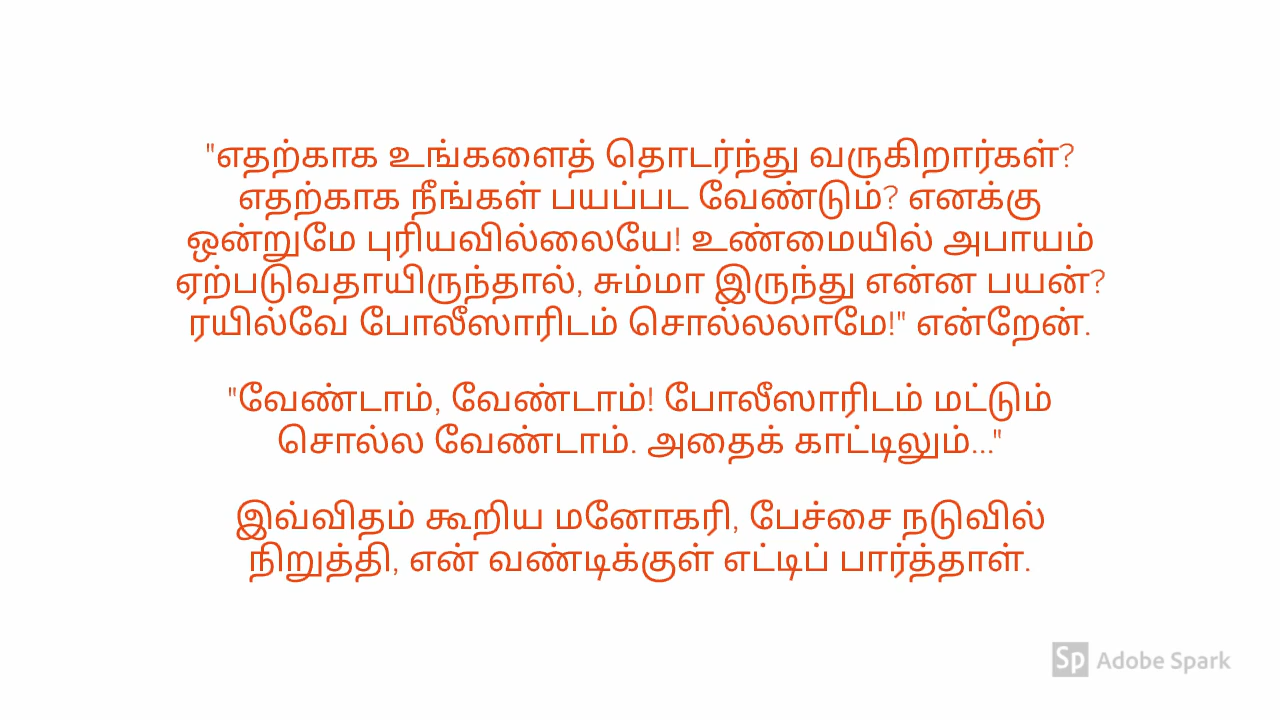 "எதற்காக உங்களைத் தொடர்ந்து வருகிறார்கள்?
எதற்காக நீங்கள் பயப்பட வேண்டும்? எனக்கு
ஒன்றுமே புரியவில்லையே! உண்மையில் அபாயம்
ஏற்படுவதாயிருந்தால், சும்மா இருந்து என்ன பயன்?
ரயில்வே போலீஸாரிடம் சொல்லலாமே!" என்றேன்.
"வேண்டாம், வேண்டாம்! போலீஸாரிடம் மட்டும்
சொல்ல வேண்டாம். அதைக் காட்டிலும்..."
இவ்விதம் கூறிய மனோகரி, பேச்சை நடுவில்
நிறுத்தி, என் வண்டிக்குள் எட்டிப் பார்த்தாள்.
Sp Adobe Spark